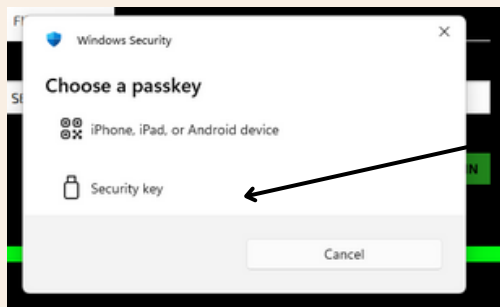 Windows Security
Choose a passkey
iPhone, iPad, or Android device
Security key
Cancel